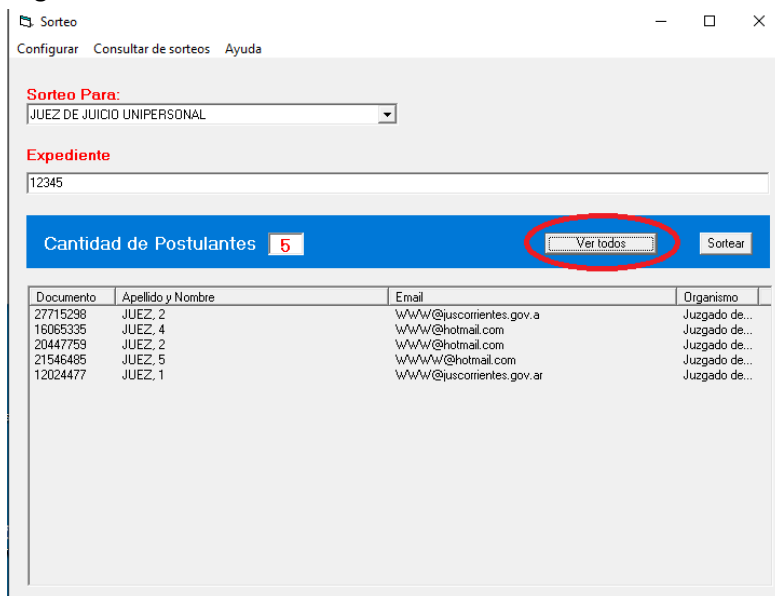 Sorteo
Configurar Consultar de sorteos Ayuda
Sorteo Para:
JUEZ DE JUICIO UNIPERSONAL
Expediente
12345
Cantidad de Postulantes 5 Ver todos Sortear
Documento Apellido y Nombre Email Organismo
27715298 JUEZ, 2 WWW@juscorrientes.gov.a Juzgado de...
16065335 JUEZ, 4 WWW@hotmail.com Juzgado de...
20447759 JUEZ, 2 WWW@hotmail.com Juzgado de...
21546485 JUEZ, 5 WWWW@hotmail.com Juzgado de...
12024477 JUEZ, 1 WWW@juscorrientes.gov.ar Juzgado de...